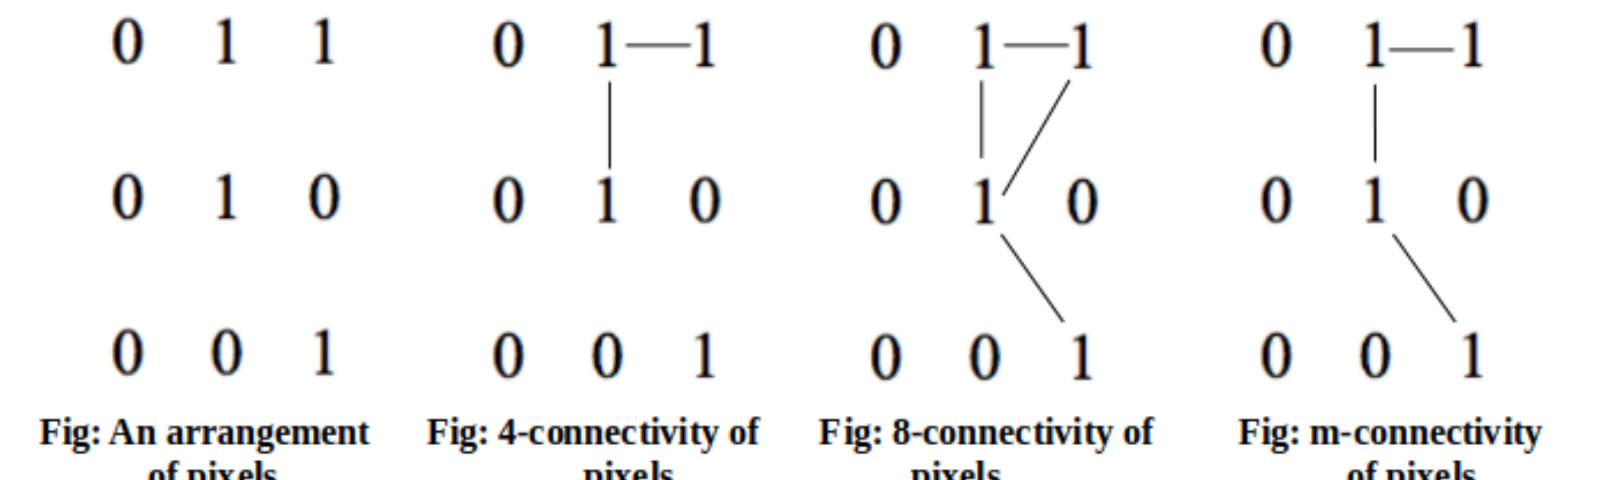 0 1 1 0 1 1 0 1 1 0 1 1
0 1 0 0 1 0 0 1 0 0 1 0
0 0 1 0 0 1 0 0 1 0 0 1
Fig: An arrangement Fig: 4-connectivity of Fig: 8-connectivity of Fig: m-connectivity
of pixels pixels pixels of pixels